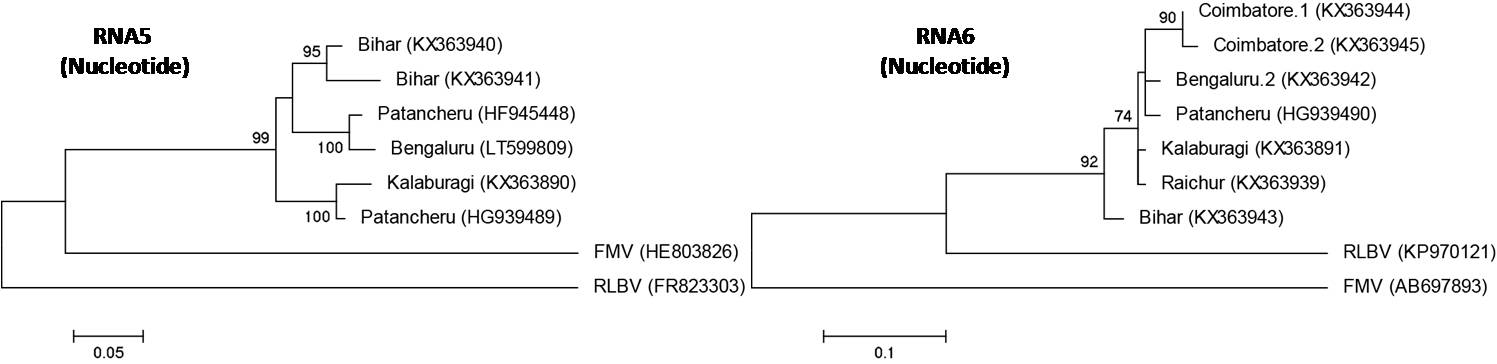 RNA5
(Nucleotide)
95
Bihar (KX363940)
Bihar (KX363941)
Patancheru (HF945448)
99
100
Bengaluru (LT599809)
Kalaburagi (KX363890)
100
Patancheru (HG939489)
FMV (HE803826)
RLBV (FR823303)
0.05
RNA6
(Nucleotide)
90
Coimbatore.1 (KX363944)
Coimbatore.2 (KX363945)
Bengaluru.2 (KX363942)
74
Patancheru (HG939490)
92
Kalaburagi (KX363891)
Raichur (KX363939)
Bihar (KX363943)
RLBV (KP970121)
FMV (AB697893)
0.1